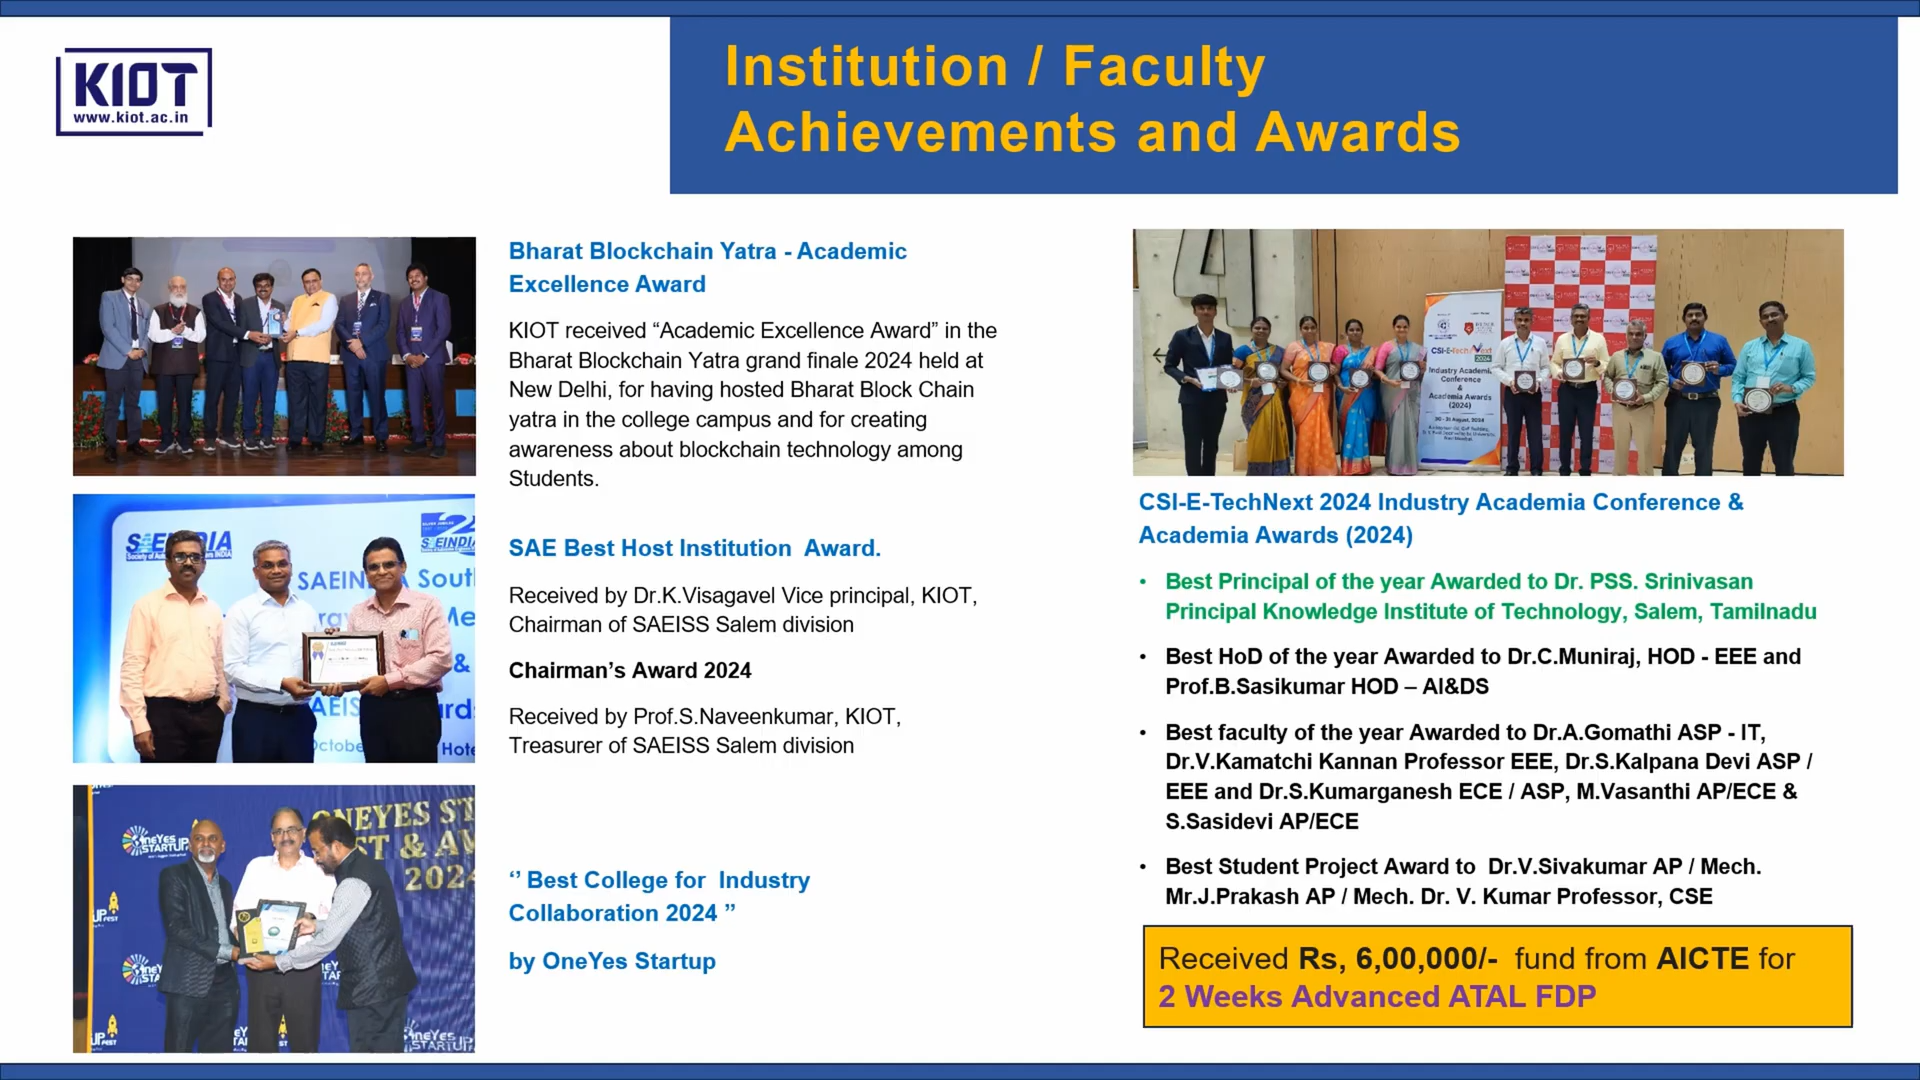 KIOT
www.kiot.ac.in
Institution / Faculty
Achievements and Awards
Bharat Blockchain Yatra - Academic
Excellence Award
KIOT received “Academic Excellence Award” in the
Bharat Blockchain Yatra grand finale 2024 held at
New Delhi, for having hosted Bharat Block Chain
yatra in the college campus and for creating
awareness about blockchain technology among
Students.
SAE Best Host Institution  Award.
Received by Dr.K.Visagavel Vice principal, KIOT,
Chairman of SAEISS Salem division
Chairman’s Award 2024
Received by Prof.S.Naveenkumar, KIOT,
Treasurer of SAEISS Salem division
‘’ Best College for  Industry
Collaboration 2024 ”
by OneYes Startup
CSI-E-TechNext
2024
Industry Academia
Conference
&
Academia Awards
(2024)
CSI-E-TechNext 2024 Industry Academia Conference &
Academia Awards (2024)
• Best Principal of the year Awarded to Dr. PSS. Srinivasan
Principal Knowledge Institute of Technology, Salem, Tamilnadu
• Best HoD of the year Awarded to Dr.C.Muniraj, HOD - EEE and
Prof.B.Sasikumar HOD – AI&DS
• Best faculty of the year Awarded to Dr.A.Gomathi ASP - IT,
Dr.V.Kamatchi Kannan Professor EEE, Dr.S.Kalpana Devi ASP /
EEE and Dr.S.Kumarganesh ECE / ASP, M.Vasanthi AP/ECE &
S.Sasidevi AP/ECE
• Best Student Project Award to  Dr.V.Sivakumar AP / Mech.
Mr.J.Prakash AP / Mech. Dr. V. Kumar Professor, CSE
Received Rs, 6,00,000/-  fund from AICTE for
2 Weeks Advanced ATAL FDP